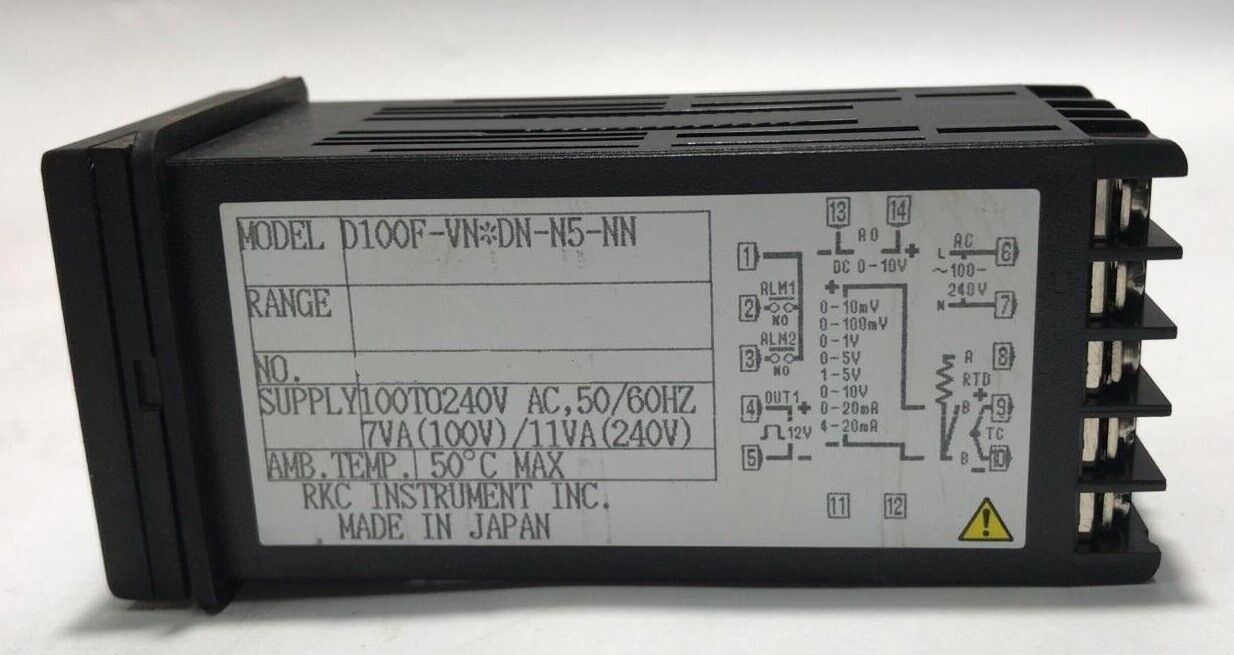 MODEL D100F-VN*DN-N5-NN
RANGE
NO.
SUPPLY 100TO240V AC,50/60HZ
7VA(100V)/11VA(240V)
AMB.TEMP. 50°C MAX
RKC INSTRUMENT INC.
MADE IN JAPAN
13 14
AO
DC 0-10V +
1
ALM1
2
NO
ALM2
3
NO
OUT1
4 +
12V
5 -
+
0-10mV
0-100mV
0-1V
0-5V
1-5V
0-10V
0-20mA
4-20mA
-
11 12
AC
L 6
~100-
240V
N 7
A 8
RTD
+
B 9
TC
B 10
-
!